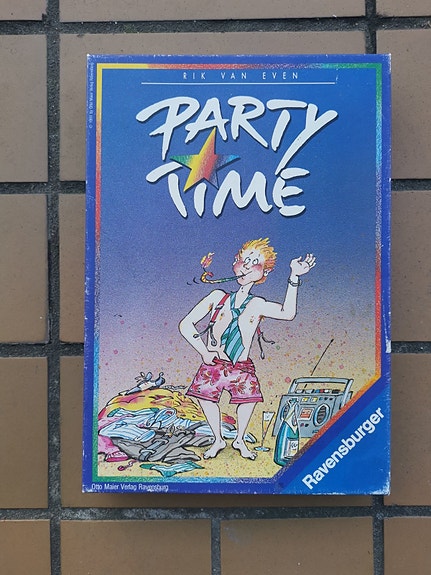 RIK VAN EVEN
PARTY
TIME
Ravensburger
Otto Maier Verlag Ravensburg